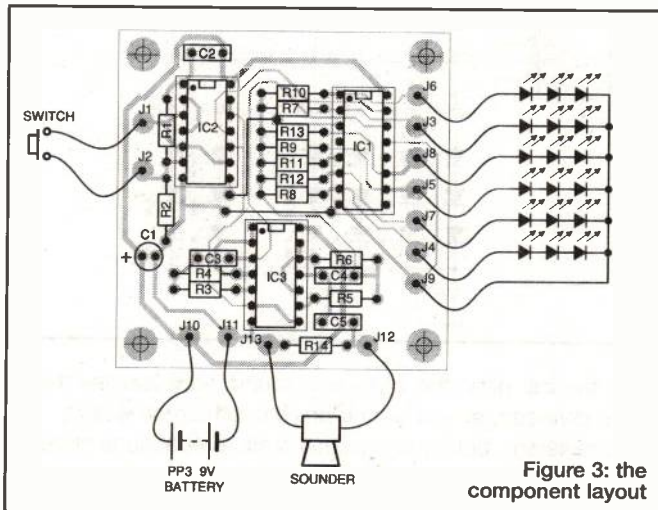 C2
J6
R10
SWITCH
J1
R7
J3
R1
IC2
R13
IC1
R9
J8
J2
R11
R12
J5
R8
R2
J7
C1
J4
+
C3
R6
R4
IC3
C4
J9
R3
R5
C5
J10
J11
J13
R14
J12
PP3 9V
BATTERY
SOUNDER
Figure 3: the
component layout